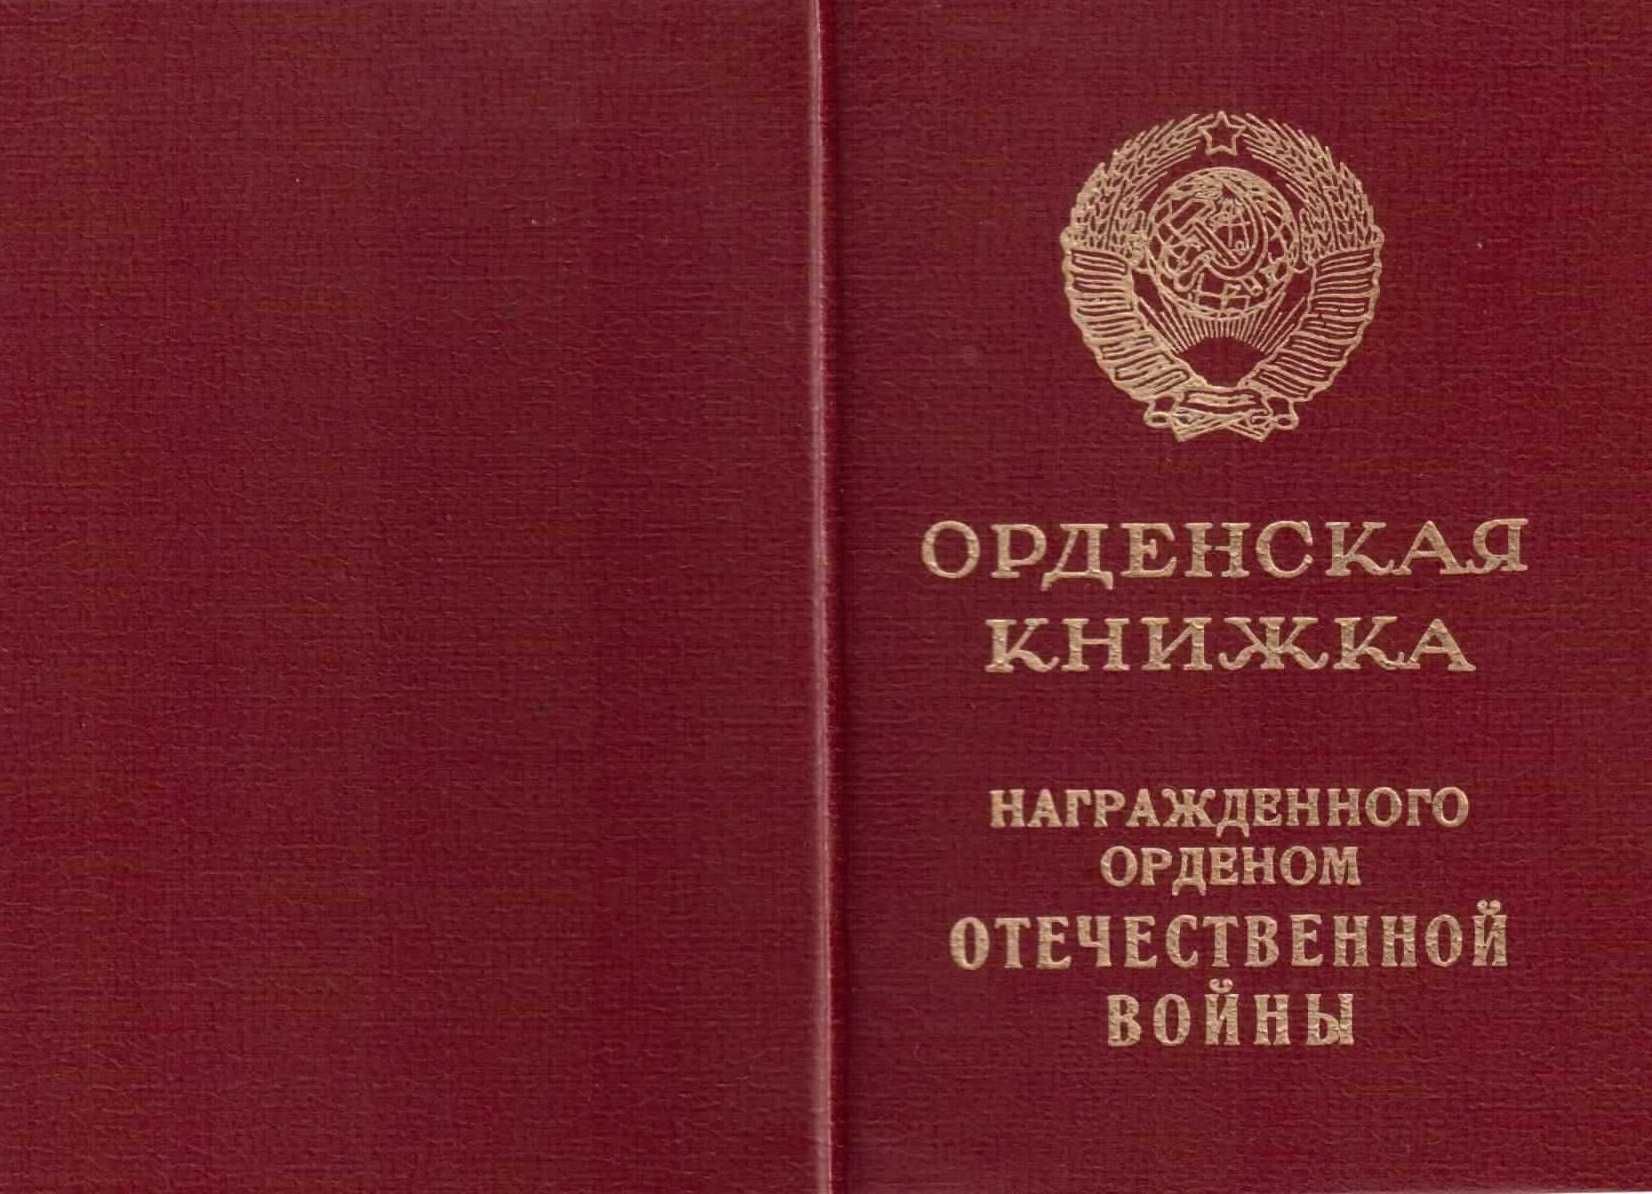 ОРДЕНСКАЯ
КНИЖКА
НАГРАЖДЕННОГО
ОРДЕНОМ
ОТЕЧЕСТВЕННОЙ
ВОЙНЫ